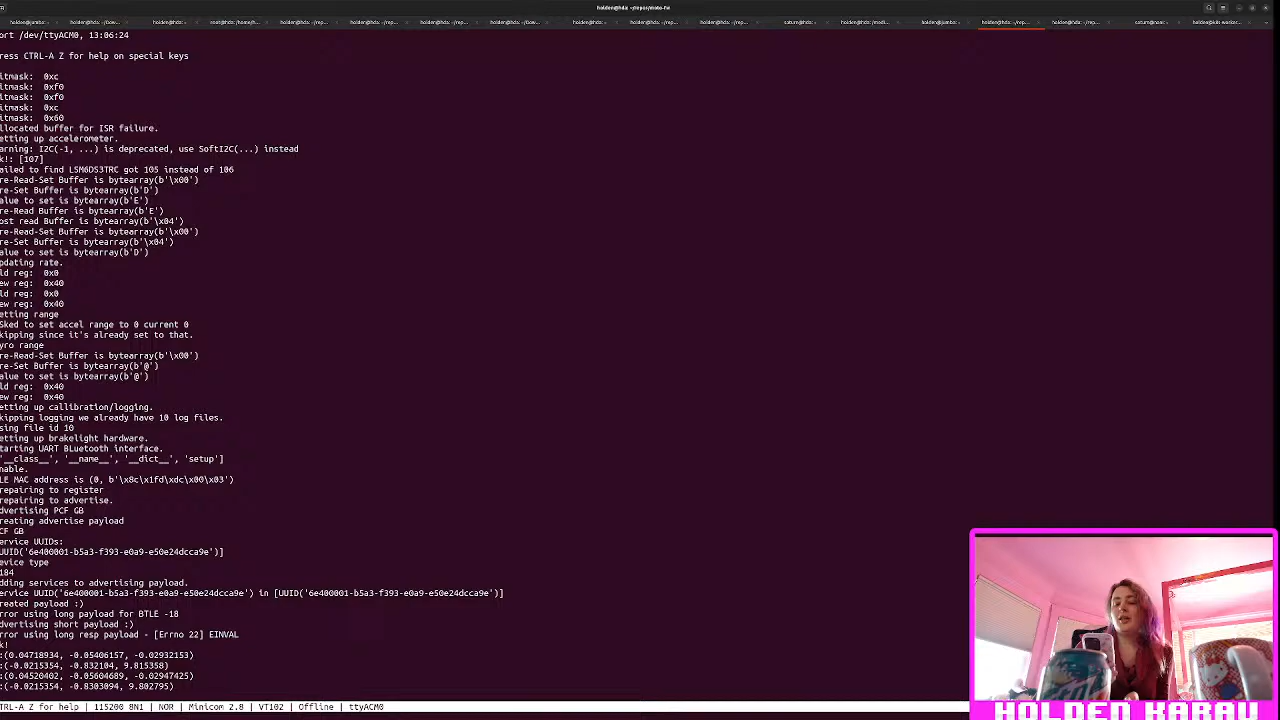 holden@hda: ~/repos/moto-hs
ort /dev/ttyACM0, 13:06:24
ress CTRL-A Z for help on special keys
itmask:  0xc
itmask:  0xf0
itmask:  0xf0
itmask:  0xc
itmask:  0x60
llocated buffer for ISR failure.
etting up accelerometer.
arning: I2C(-1, ...) is deprecated, use SoftI2C(...) instead
k!: [107]
ailed to find LSM6DS3TRC got 105 instead of 106
re-Read-Set Buffer is bytearray(b'\x00')
re-Set Buffer is bytearray(b'D')
alue to set is bytearray(b'E')
re-Read Buffer is bytearray(b'E')
ost read Buffer is bytearray(b'\x04')
re-Read-Set Buffer is bytearray(b'\x00')
re-Set Buffer is bytearray(b'\x04')
alue to set is bytearray(b'D')
pdating rate.
ld reg:  0x0
ew reg:  0x40
ld reg:  0x0
ew reg:  0x40
etting range
Sked to set accel range to 0 current 0
kipping since it's already set to that.
yro range
re-Read-Set Buffer is bytearray(b'\x00')
re-Set Buffer is bytearray(b'@')
alue to set is bytearray(b'@')
ld reg:  0x40
ew reg:  0x40
etting up callibration/logging.
kipping logging we already have 10 log files.
sing file id 10
etting up brakelight hardware.
tarting UART BLuetooth interface.
'__class__', '__name__', '__dict__', 'setup']
nable.
LE MAC address is (0, b'\x8c\x1fd\xdc\x00\x03')
repairing to register
repairing to advertise.
dvertising PCF GB
reating advertise payload
CF GB
ervice UUIDs:
UUID('6e400001-b5a3-f393-e0a9-e50e24dcca9e')]
evice type
184
dding services to advertising payload.
ervice UUID('6e400001-b5a3-f393-e0a9-e50e24dcca9e') in [UUID('6e400001-b5a3-f393-e0a9-e50e24dcca9e')]
reated payload :)
rror using long payload for BTLE -18
dvertising short payload :)
rror using long resp payload - [Errno 22] EINVAL
k!
:(0.04718934, -0.05406157, -0.02932153)
:(-0.0215354, -0.832104, 9.815358)
:(0.04520402, -0.05604689, -0.02947425)
:(-0.0215354, -0.8303094, 9.802795)
CTRL-A Z for help | 115200 8N1 | NOR | Minicom 2.8 | VT102 | Offline | ttyACM0
HOLDEN KARAU